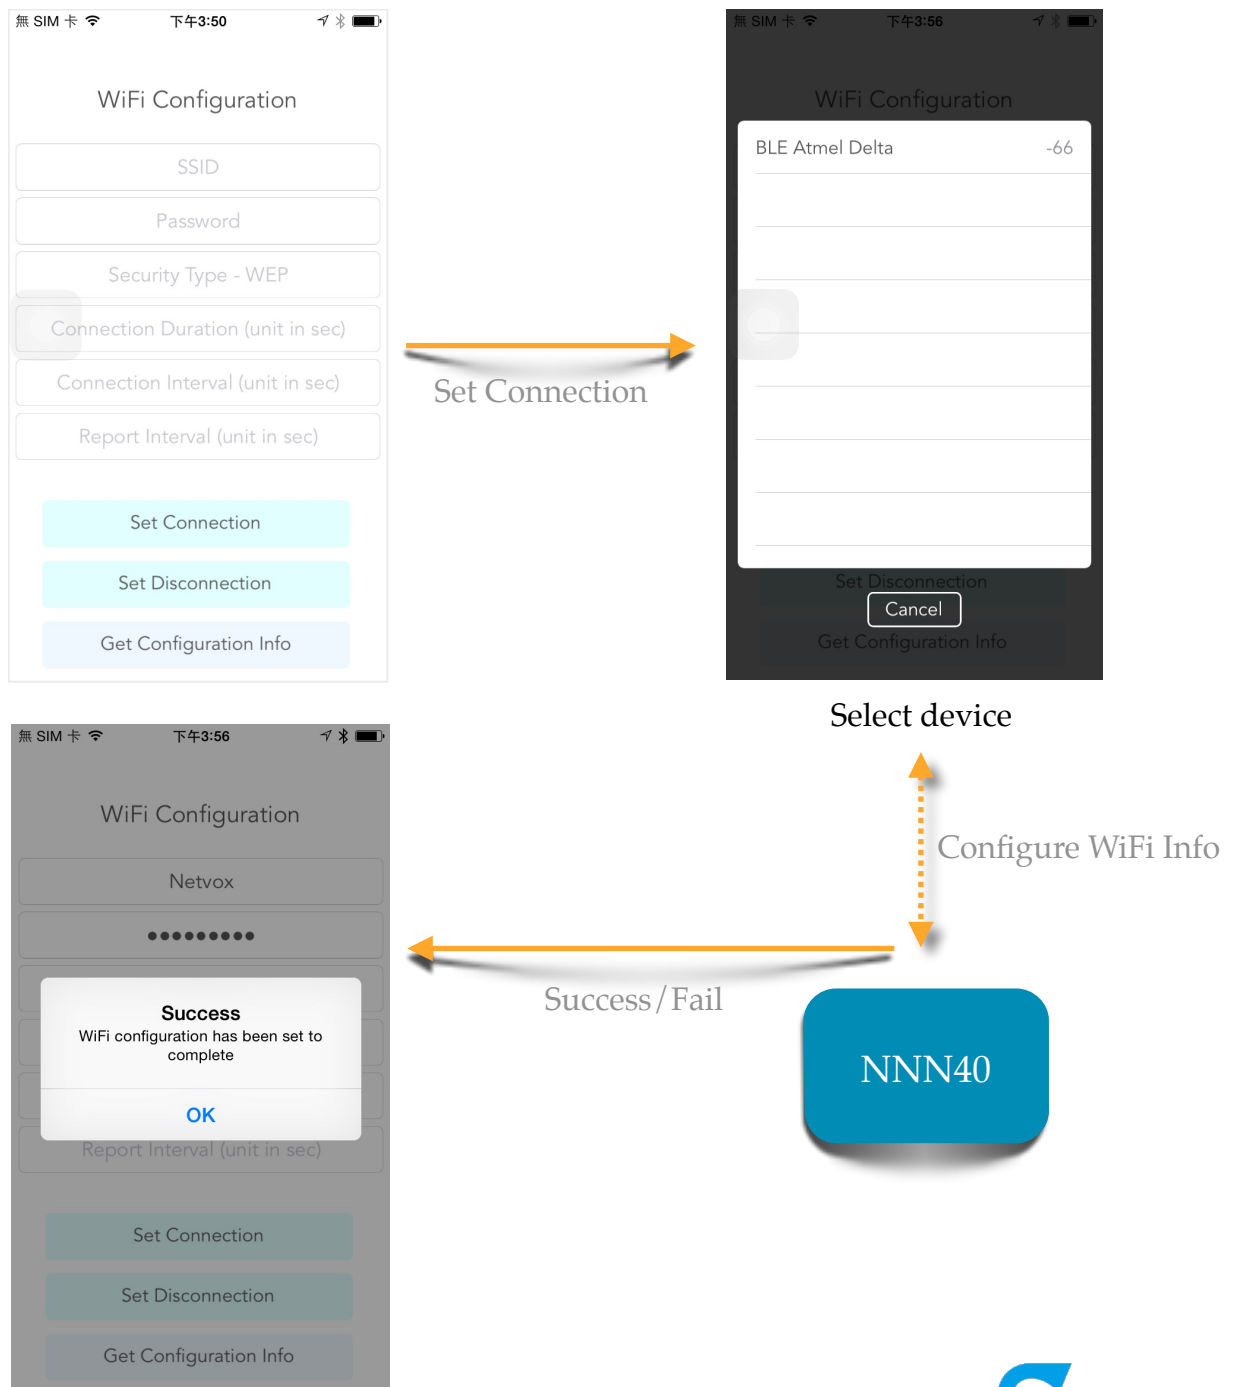 無 SIM 卡 下午3:50
WiFi Configuration
SSID
Password
Security Type - WEP
Connection Duration (unit in sec)
Connection Interval (unit in sec)
Report Interval (unit in sec)
Set Connection
Set Disconnection
Get Configuration Info
Set Connection
無 SIM 卡 下午3:56
WiFi Configuration
BLE Atmel Delta -66
Set Disconnection
Cancel
Get Configuration Info
Select device
Configure WiFi Info
NNN40
Success/Fail
無 SIM 卡 下午3:56
WiFi Configuration
Netvox
●●●●●●●●●
Success
WiFi configuration has been set to
complete
OK
Report Interval (unit in sec)
Set Connection
Set Disconnection
Get Configuration Info